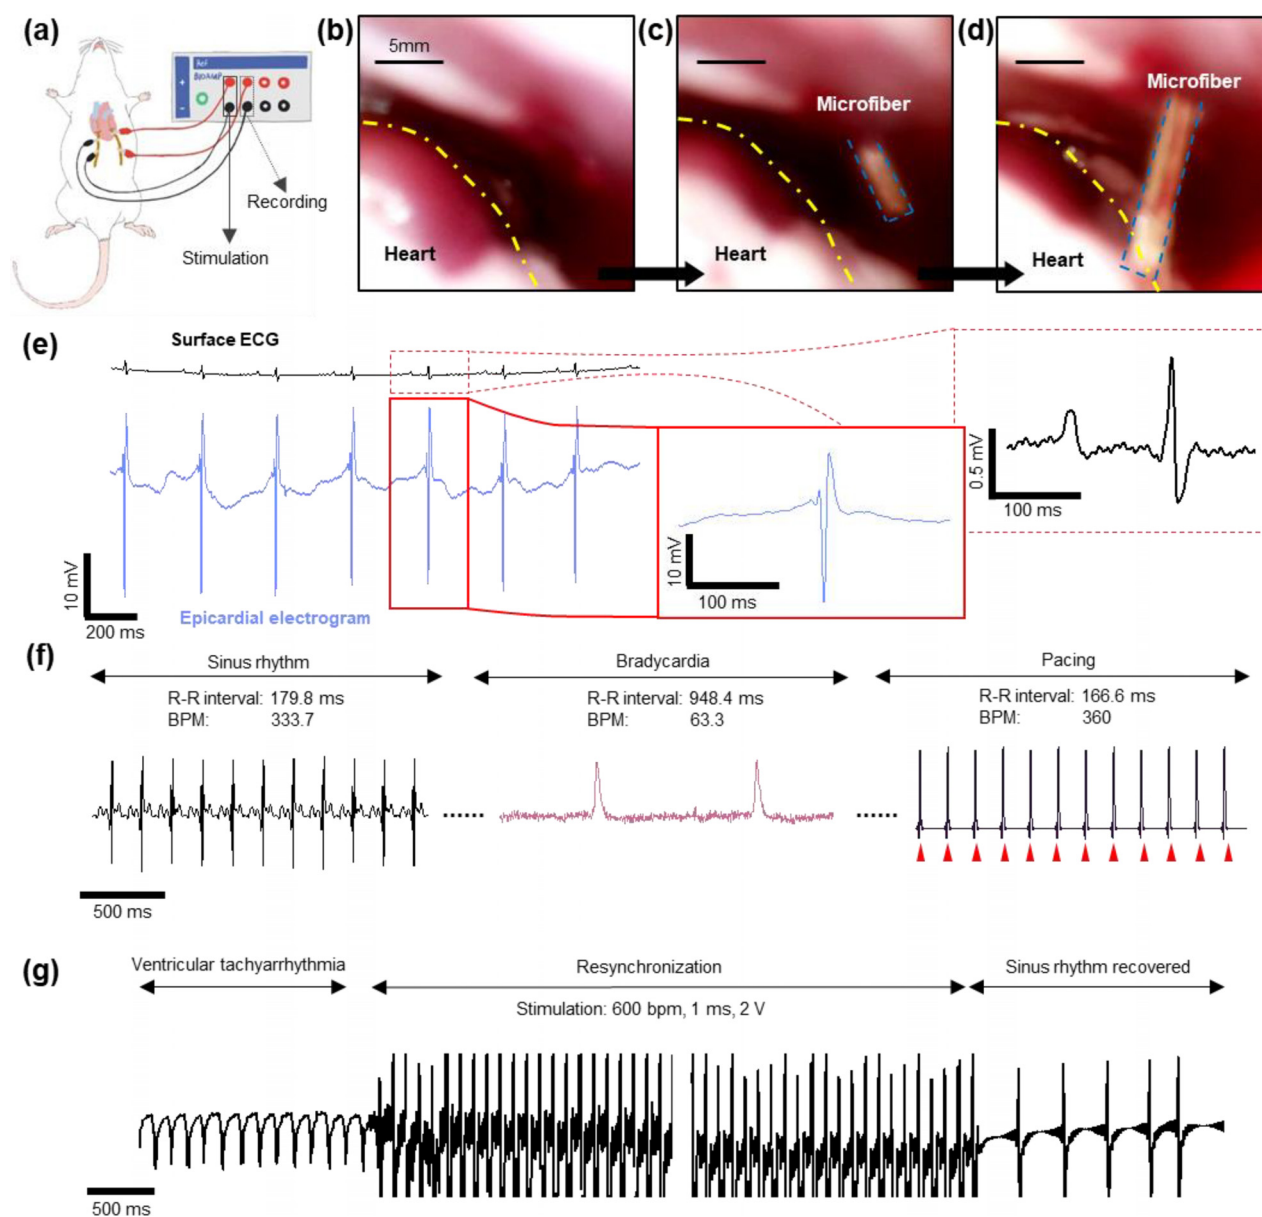 (a)
BIOAMP
+
-
Recording
Stimulation
(b)
5mm
Heart
(c)
Microfiber
Heart
(d)
Microfiber
Heart
(e)
Surface ECG
10 mV
200 ms
Epicardial electrogram
10 mV
100 ms
0.5 mV
100 ms
(f)
Sinus rhythm
R-R interval: 179.8 ms
BPM: 333.7
Bradycardia
R-R interval: 948.4 ms
BPM: 63.3
Pacing
R-R interval: 166.6 ms
BPM: 360
......
......
500 ms
(g)
Ventricular tachyarrhythmia
Resynchronization
Sinus rhythm recovered
Stimulation: 600 bpm, 1 ms, 2 V
500 ms